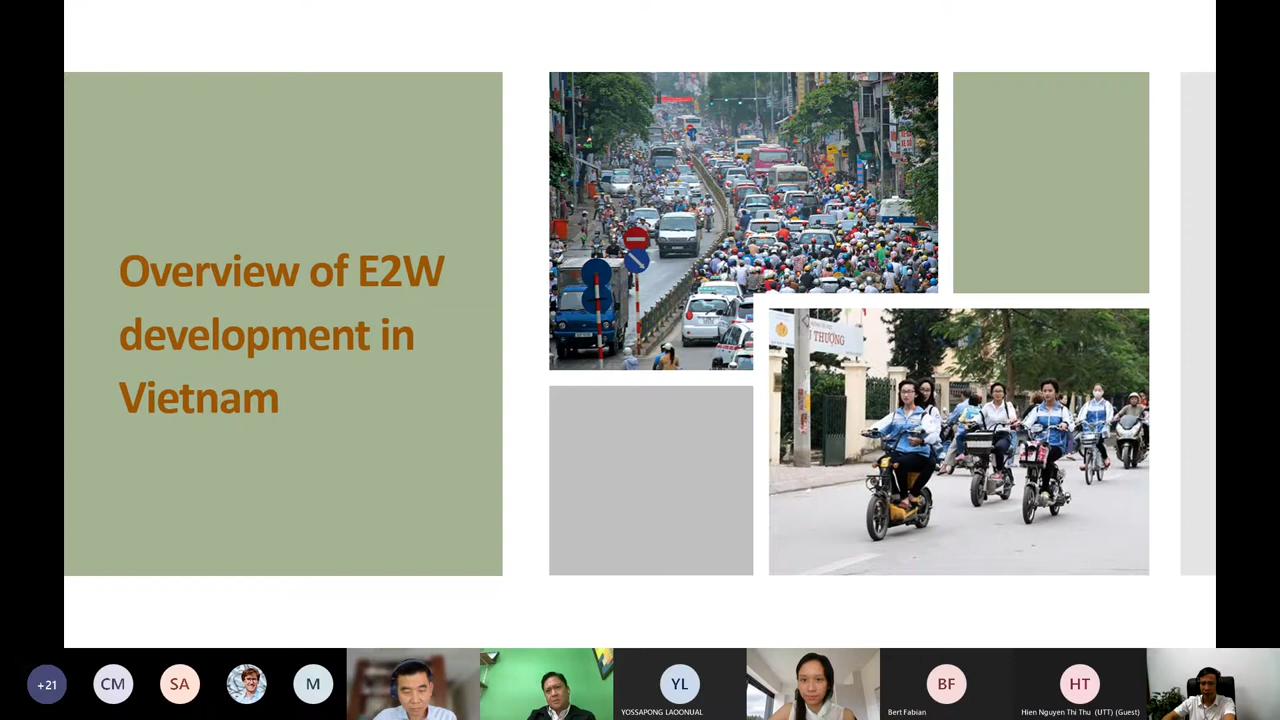 Overview of E2W
development in
Vietnam
THƯỢNG
+21
CM
SA
M
YL
YOSSAPONG LAOONUAL
BF
Bert Fabian
HT
Hien Nguyen Thi Thu (UTT) (Guest)